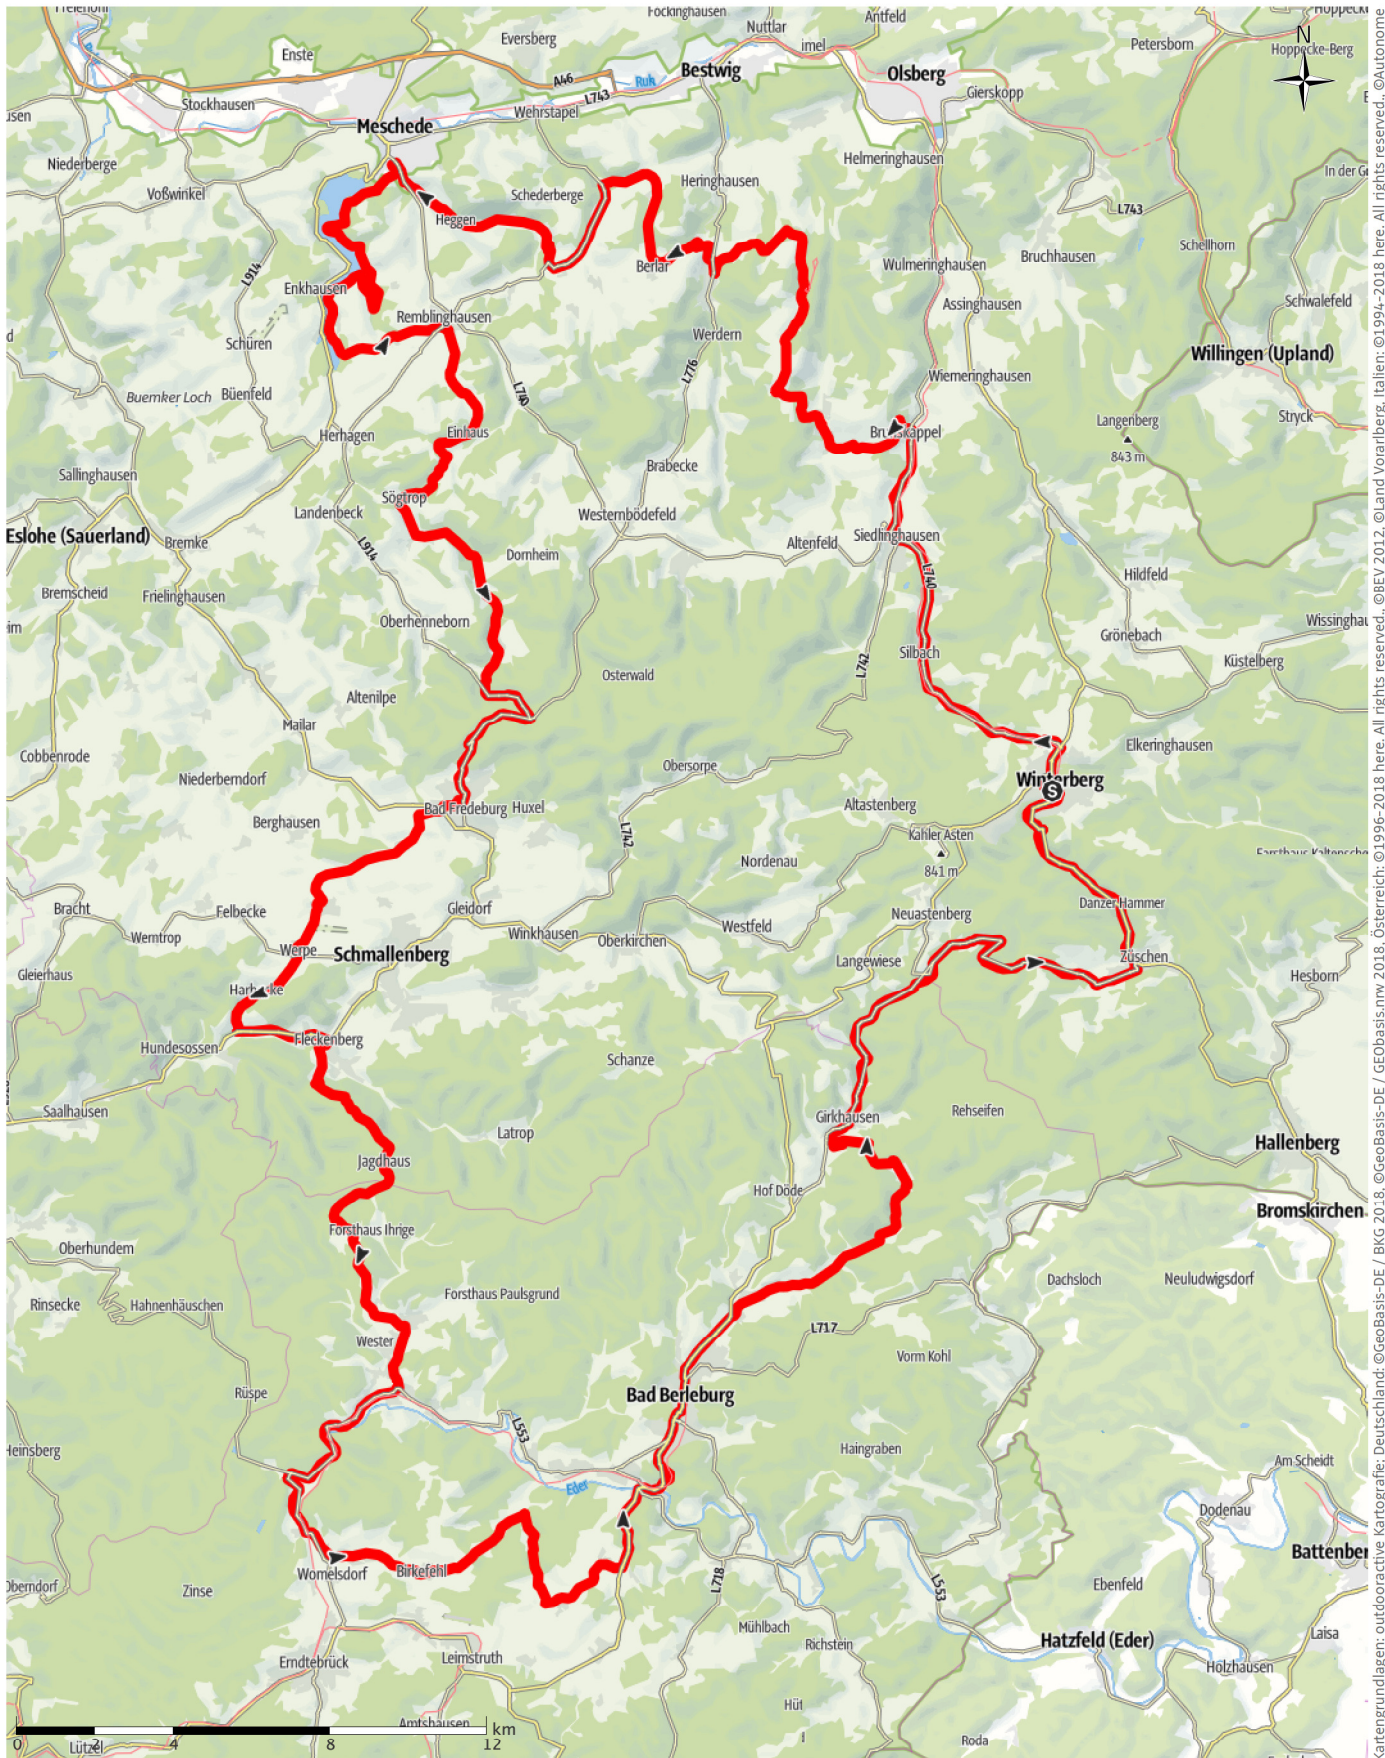 Fockinghausen
Antfeld
Nuttlar
Eversberg
imel
Petersborn
N
Hoppecke-Berg
Enste
Bestwig
Olsberg
A46
Ruhr
Gierskopp
Stockhausen
L743
Wehrstapel
Meschede
Niederberge
Helmeringhausen
Voßwinkel
Schederberge
Heringhausen
L743
Heggen
Schellhorn
Bruchhausen
Wulmeringhausen
Berlar
L914
Enkhausen
Assinghausen
Schwalefeld
Remblinghausen
Werdern
Schüren
Willingen (Upland)
L776
Wiemeringhausen
Buemker Loch
Büenfeld
L740
Stryck
Langenberg
843 m
Herhagen
Einhaus
Brabecke
Sallinghausen
Sögtrop
Landenbeck
Westernbödefeld
Eslohe (Sauerland)
Bremke
Siedlinghausen
Altenfeld
L914
Dornheim
Hildfeld
L740
Bremscheid
Frielinghausen
Oberhenneborn
Grönebach
Silbach
Küstelberg
L742
Osterwald
Altenilpe
Mailar
Elkeringhausen
Cobbenrode
Obersorpe
Niederberndorf
Winterberg
S
Bad Fredeburg
Huxel
Altastenberg
Berghausen
L742
Kahler Asten
841 m
Nordenau
Danzer Hammer
Bracht
Felbecke
Gleidorf
Neuastenberg
Westfeld
Werntrop
Winkhausen
Oberkirchen
Werpe
Schmallenberg
Langewiese
Züschen
Gleierhaus
Hesborn
Fleckenberg
Hundesossen
Schanze
Saalhausen
Girkhausen
Rehseifen
Latrop
Hallenberg
Jagdhaus
Hof Döde
Bromskirchen
Forsthaus Ihrige
Oberhundem
Dachsloch
Neuludwigsdorf
Forsthaus Paulsgrund
Rinsecke
Hahnenhäuschen
L717
Wester
Vorm Kohl
Rüspe
Bad Berleburg
L553
Haingraben
Heinsberg
Am Scheidt
Eder
Dodenau
Womelsdorf
Birkefehl
L718
L553
Ebenfeld
Zinse
Mühlbach
Richstein
Hatzfeld (Eder)
Laisa
Erndtebrück
Leimstruth
Holzhausen
Amtshausen
Roda
km
0
2
4
8
12
Lützel